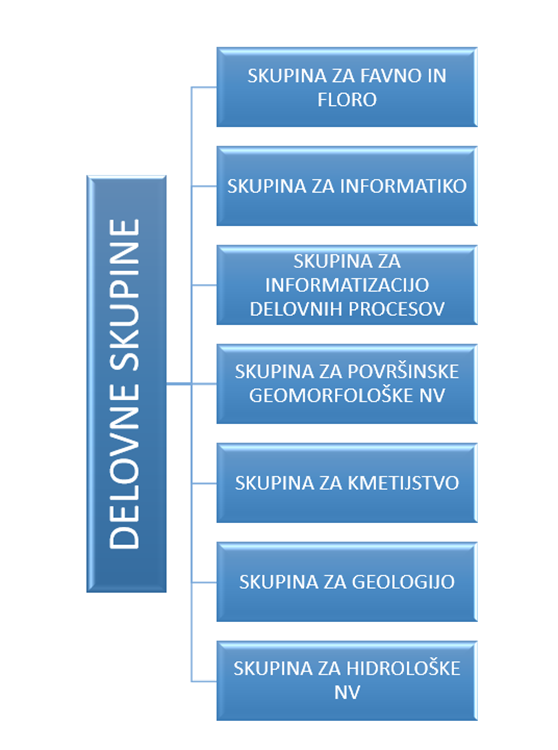 DELOVNE SKUPINE
SKUPINA ZA FAVNO IN
FLORO
SKUPINA ZA INFORMATIKO
SKUPINA ZA
INFORMATIZACIJO
DELOVNIH PROCESOV
SKUPINA ZA POVRŠINSKE
GEOMORFOLOŠKE NV
SKUPINA ZA KMETIJSTVO
SKUPINA ZA GEOLOGIJO
SKUPINA ZA HIDROLOŠKE
NV